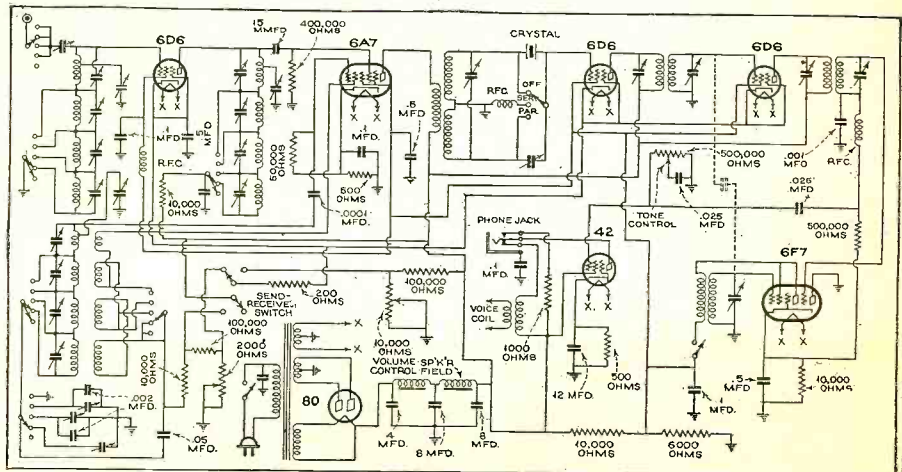 15
MMFD
400,000
OHMS
6D6
6A7
CRYSTAL
6D6
6D6
OFF
SER.
PAR.
R.F.C.
.1
MFD
R.F.C.
10,000
OHMS
MFD
50,000
OHMS
.0001
MFD.
MFD.
500
OHMS
.5
MFD
500,000
OHMS
TONE
CONTROL
.025
MFD
.026
MFD
.001
MFD
R.F.C.
500,000
OHMS
PHONE JACK
.1
MFD
42
6F7
VOICE
COIL
SEND-
RECEIVE
SWITCH
200
OHMS
100,000
OHMS
100,000
OHMS
2000
OHMS
10,000
OHMS
10,000
OHMS
VOLUME
CONTROL
SP'K'R
FIELD
1000
OHMS
500
OHMS
12 MFD.
.1
MFD.
.5
MFD
10,000
OHMS
.002
MFD.
.05
MFD.
80
4
MFD.
8 MFD.
8
MFD.
10,000
OHMS
6000
OHMS
X
X
X
X
X
X
X
X
X
X
X
X
X
X